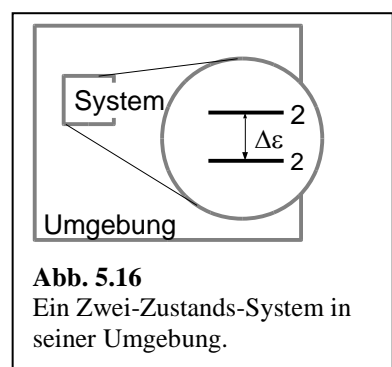 System
2
Δε
2
Umgebung
Abb. 5.16
Ein Zwei-Zustands-System in
seiner Umgebung.